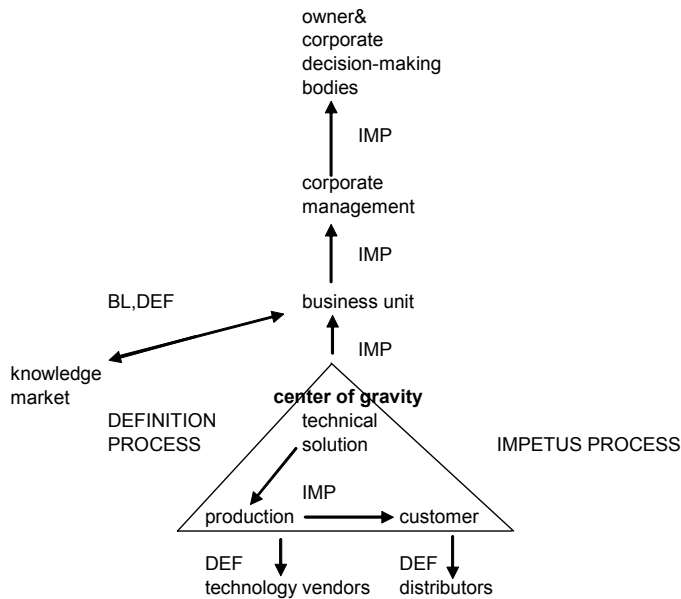 owner&
corporate
decision-making
bodies
IMP
corporate
management
IMP
BL,DEF
business unit
IMP
knowledge
market
center of gravity
DEFINITION
PROCESS
technical
solution
IMPETUS PROCESS
IMP
production
customer
DEF
technology vendors
DEF
distributors